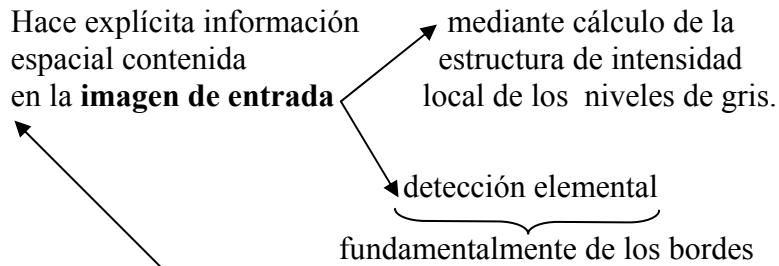 Hace explícita información
espacial contenida
en la imagen de entrada
mediante cálculo de la
estructura de intensidad
local de los niveles de gris.
detección elemental
fundamentalmente de los bordes